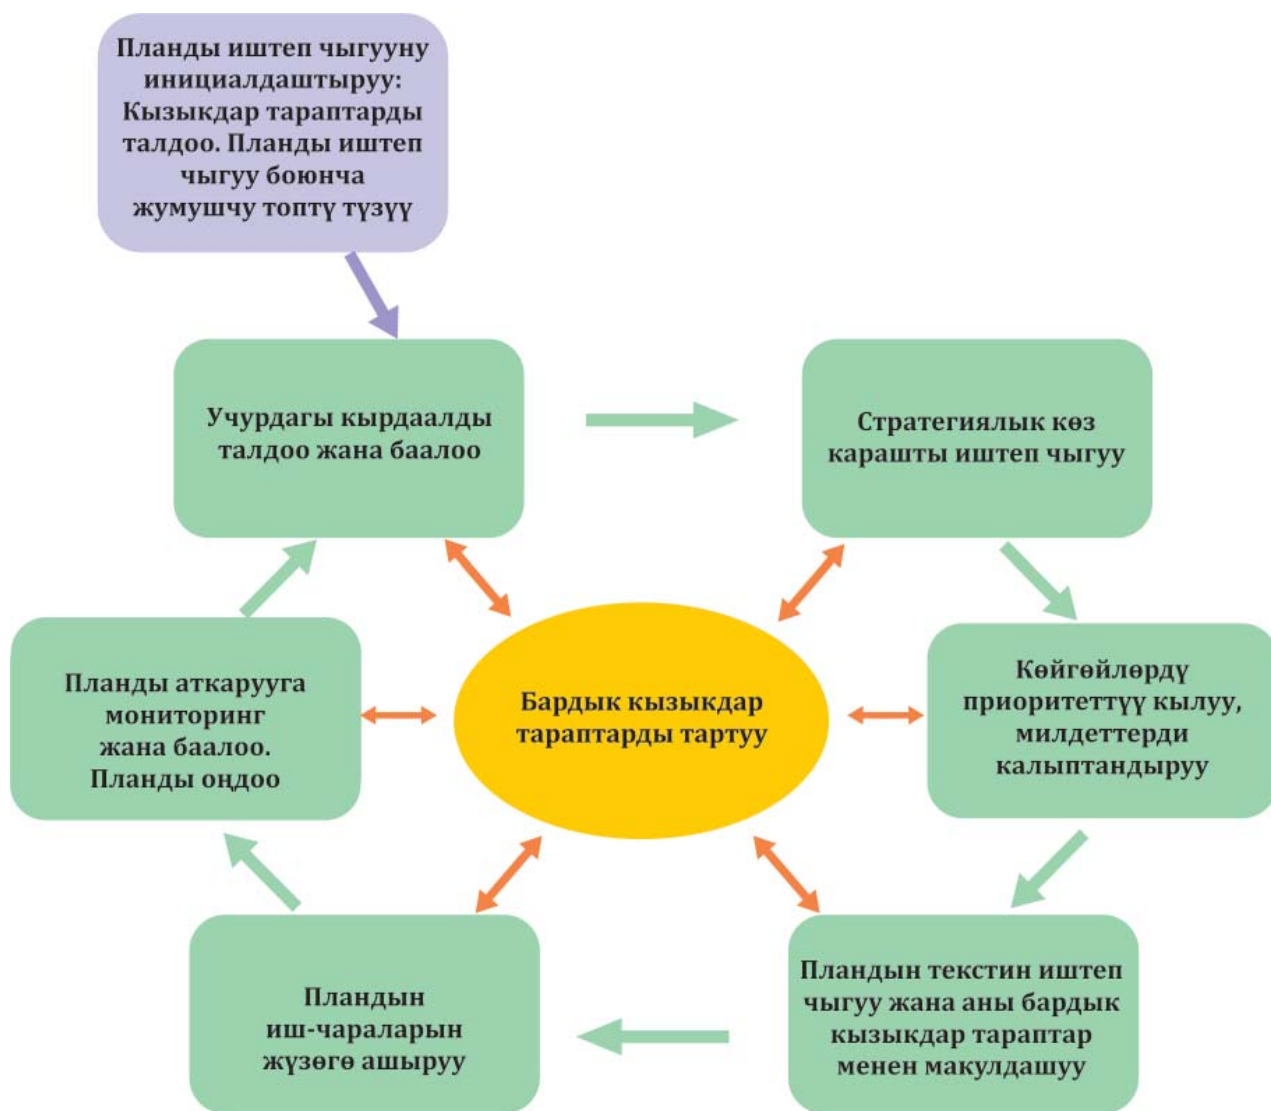 Планды иштеп чыгууну
инициалдаштыруу:
Кызыкдар тараптарды
талдоо. Планды иштеп
чыгуу боюнча
жумушчу топтү түзүү
Учурдагы кырдаалды
талдоо жана баалоо
Стратегиялык көз
карашты иштеп чыгуу
Көйгөйлөрдү
приоритеттүү кылуу,
милдеттерди
калыптандыруу
Пландын текстин иштеп
чыгуу жана аны бардык
кызыкдар тараптар
менен макулдашуу
Пландын
иш-чараларын
жүзөгө ашыруу
Планды аткарууга
мониторинг
жана баалоо.
Планды оңдоо
Бардык кызыкдар
тараптарды тартуу